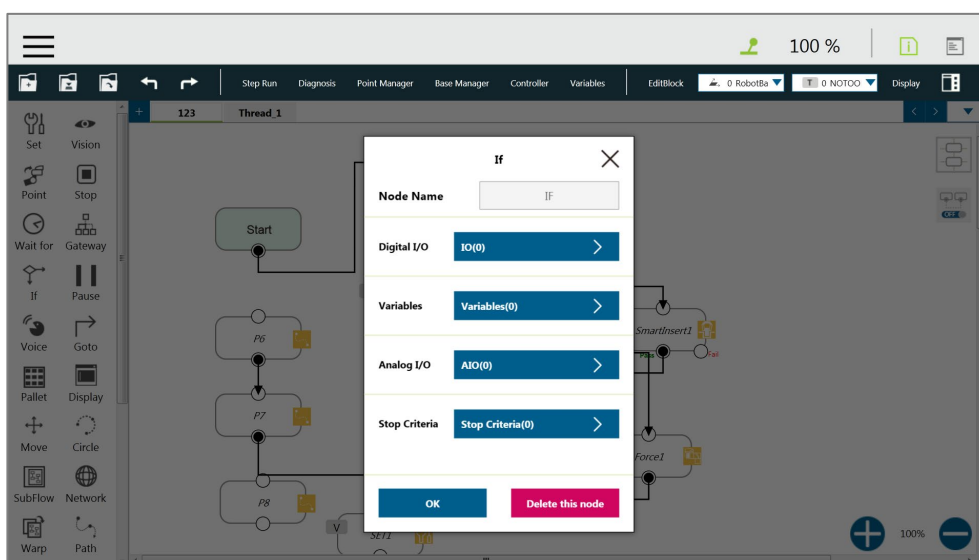 100 %
Step Run Diagnosis Point Manager Base Manager Controller Variables EditBlock 0 RobotBa T 0 NOTOO Display
123 Thread_1
Set Vision
Point Stop
Wait for Gateway
If Pause
Voice Goto
Pallet Display
Move Circle
SubFlow Network
Warp Path
Start
P6
P7
P8
V
SET1
If
Node Name IF
Digital I/O IO(0)
Variables Variables(0)
Analog I/O AIO(0)
Stop Criteria Stop Criteria(0)
OK Delete this node
SmartInsert1
Pass Fail
Force1
OFF
100%